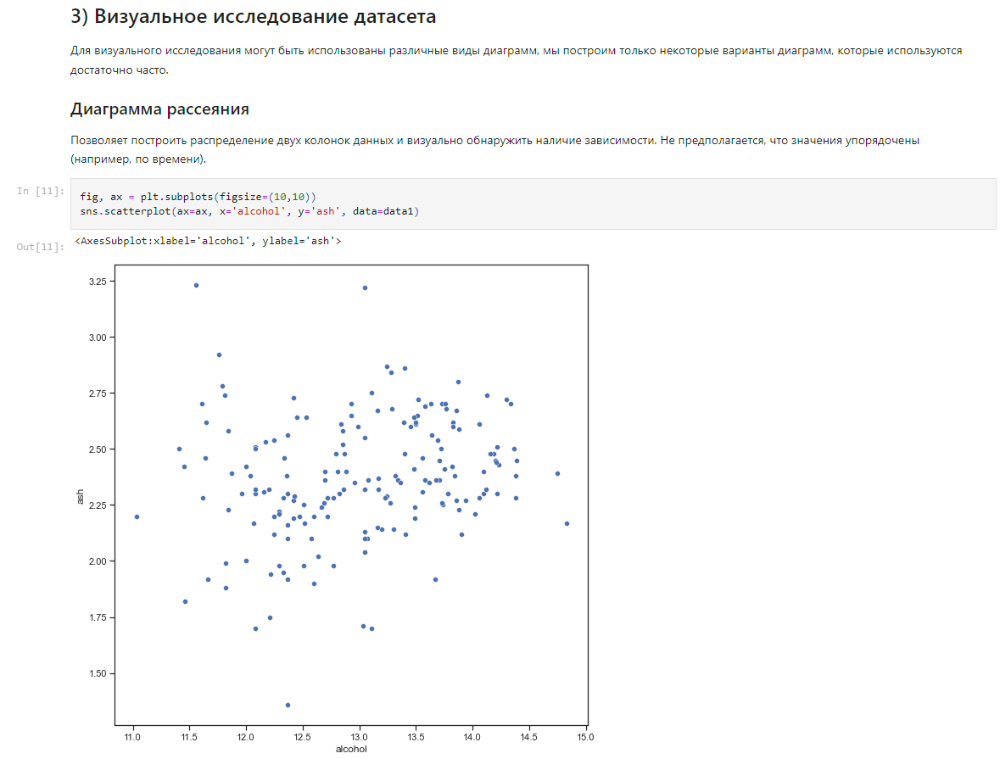 3) Визуальное исследование датасета
Для визуального исследования могут быть использованы различные виды диаграмм, мы построим только некоторые варианты диаграмм, которые используются
достаточно часто.
Диаграмма рассеяния
Позволяет построить распределение двух колонок данных и визуально обнаружить наличие зависимости. Не предполагается, что значения упорядочены
(например, по времени).
In [11]:
fig, ax = plt.subplots(figsize=(10,10))
sns.scatterplot(ax=ax, x='alcohol', y='ash', data=data1)
Out[11]:
<AxesSubplot:xlabel='alcohol', ylabel='ash'>
3.25
3.00
2.75
2.50
2.25
2.00
1.75
1.50
ash
11.0 11.5 12.0 12.5 13.0 13.5 14.0 14.5 15.0
alcohol